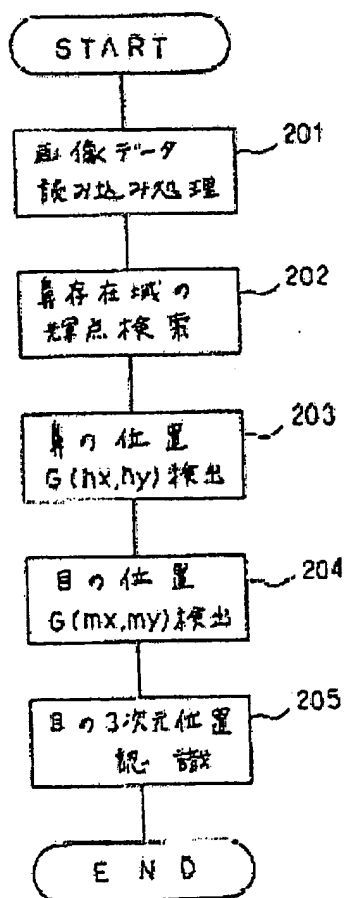 START
画像データ
読み込み処理
201
鼻存在域の
輝点検索
202
鼻の位置
G(nx,ny)検出
203
目の位置
G(mx,my)検出
204
目の3次元位置
認識
205
END